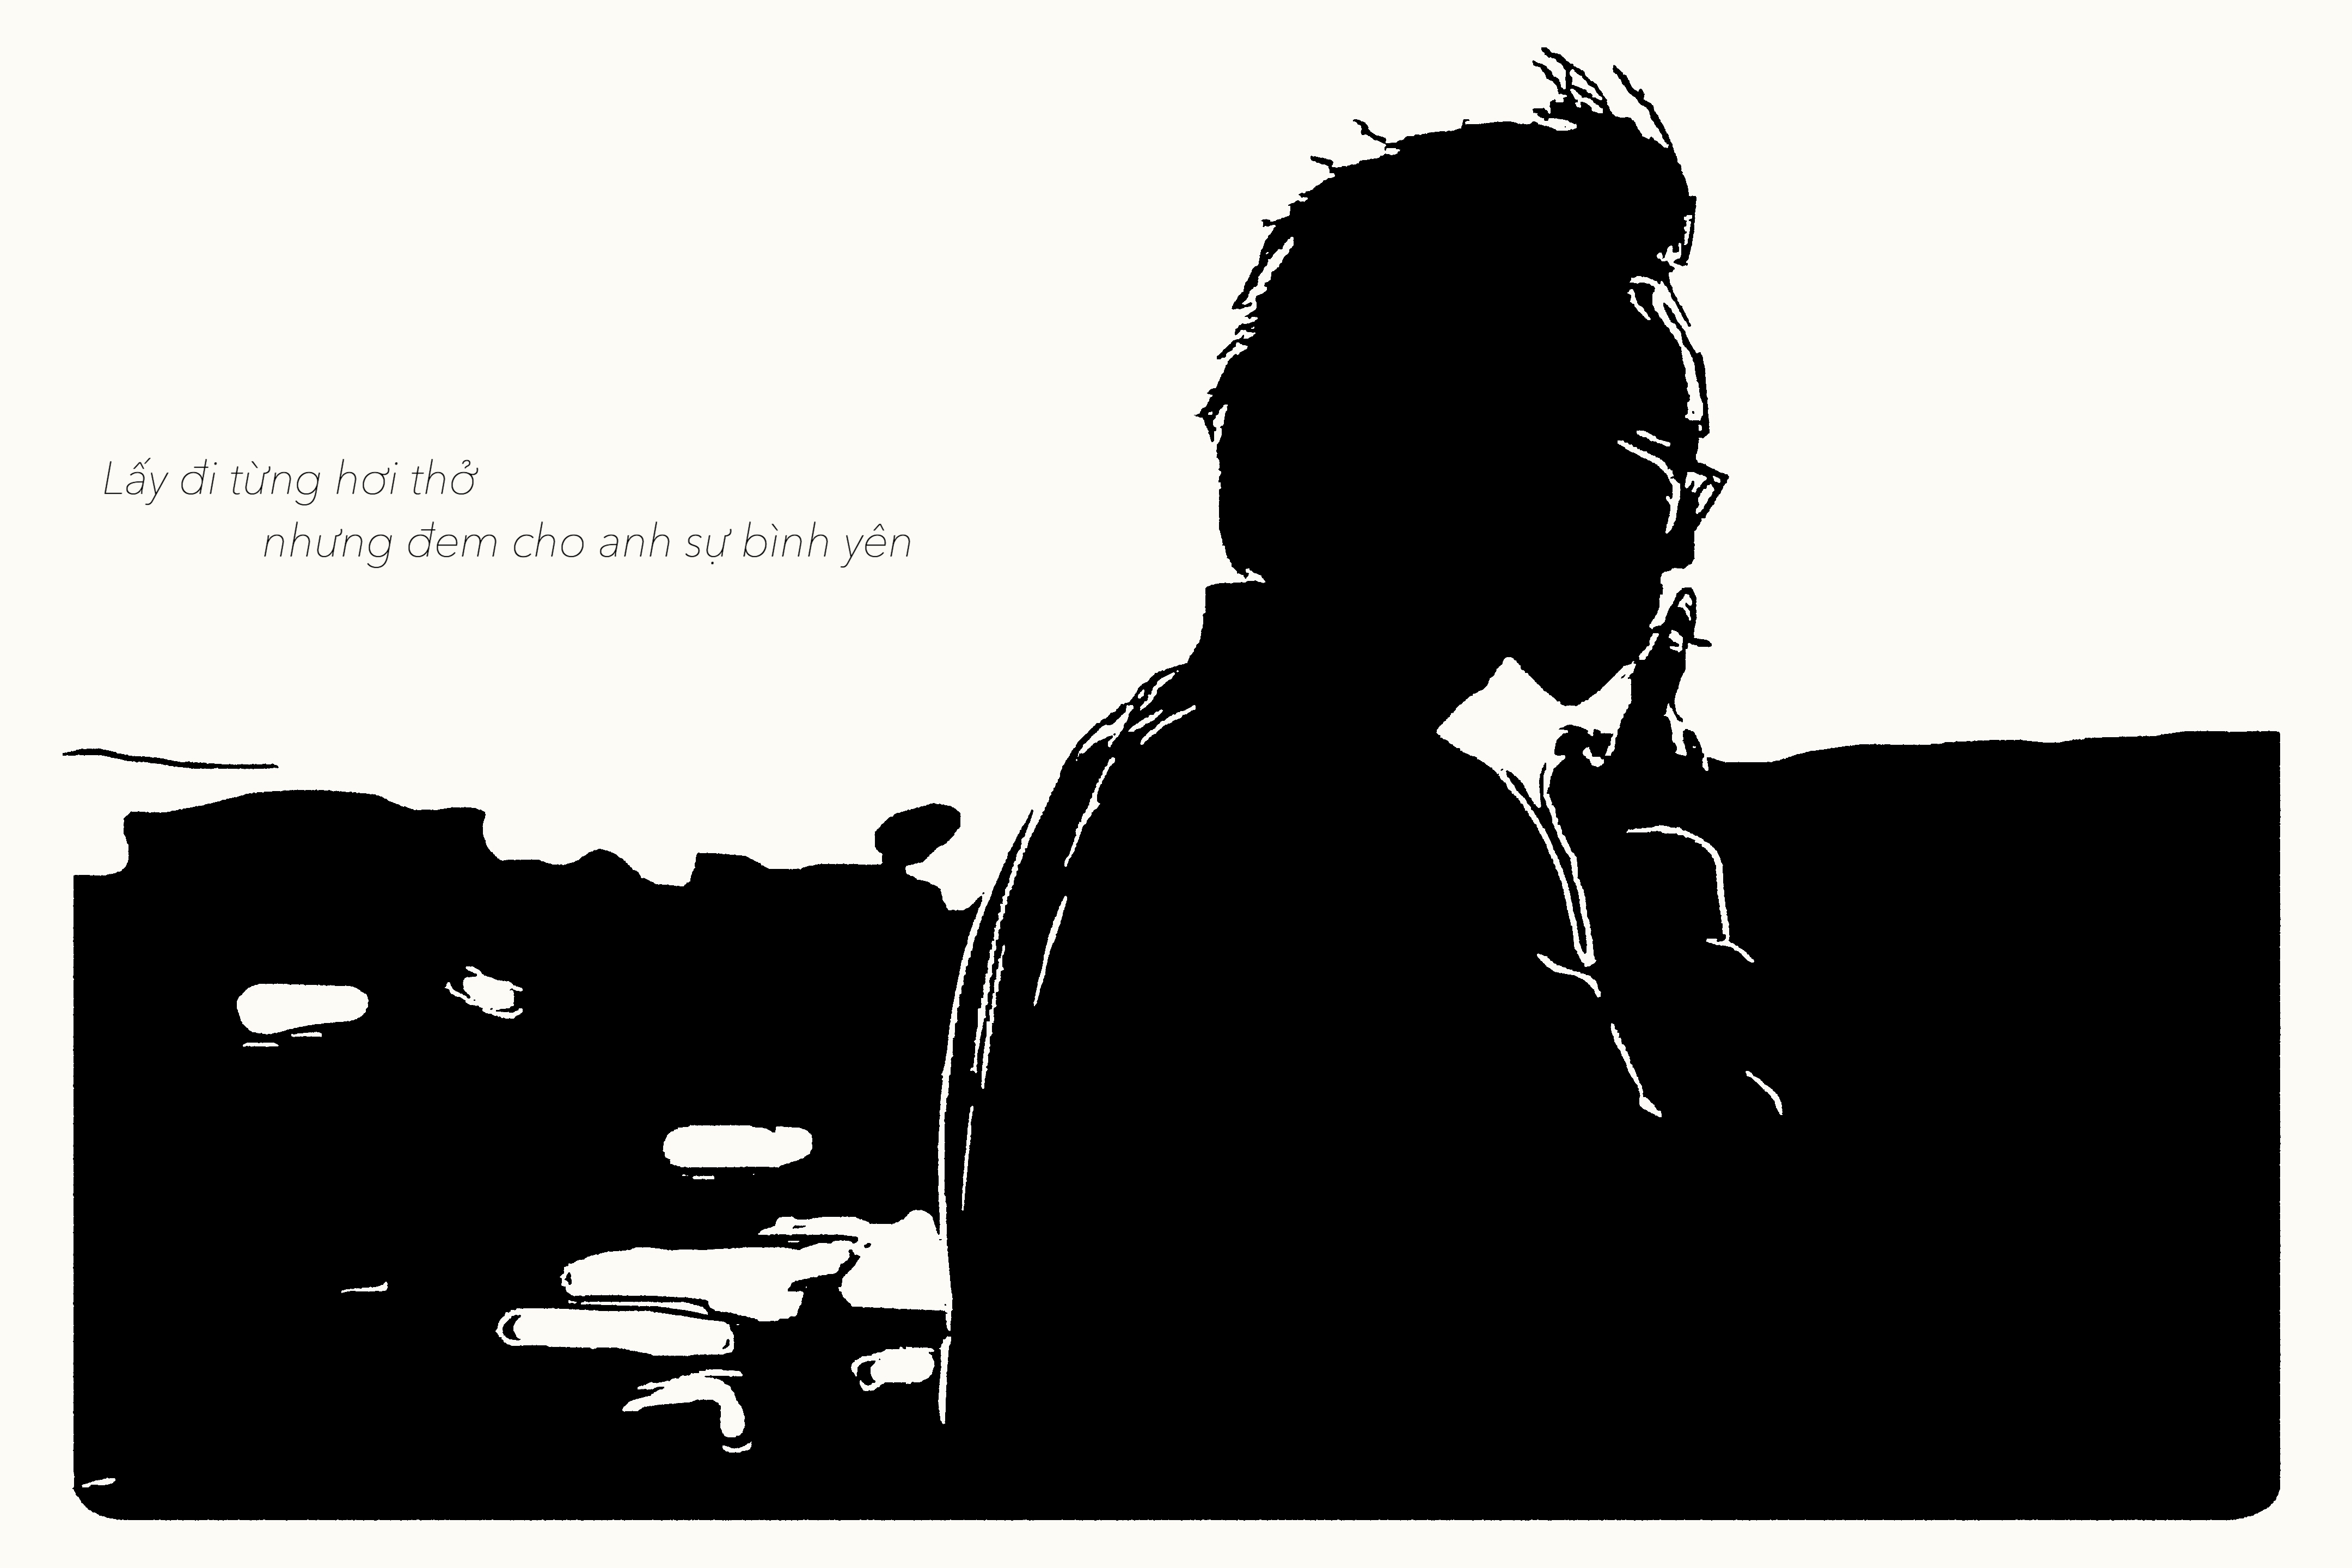 Lấy đi từng hơi thở
nhưng đem cho anh sự bình yên